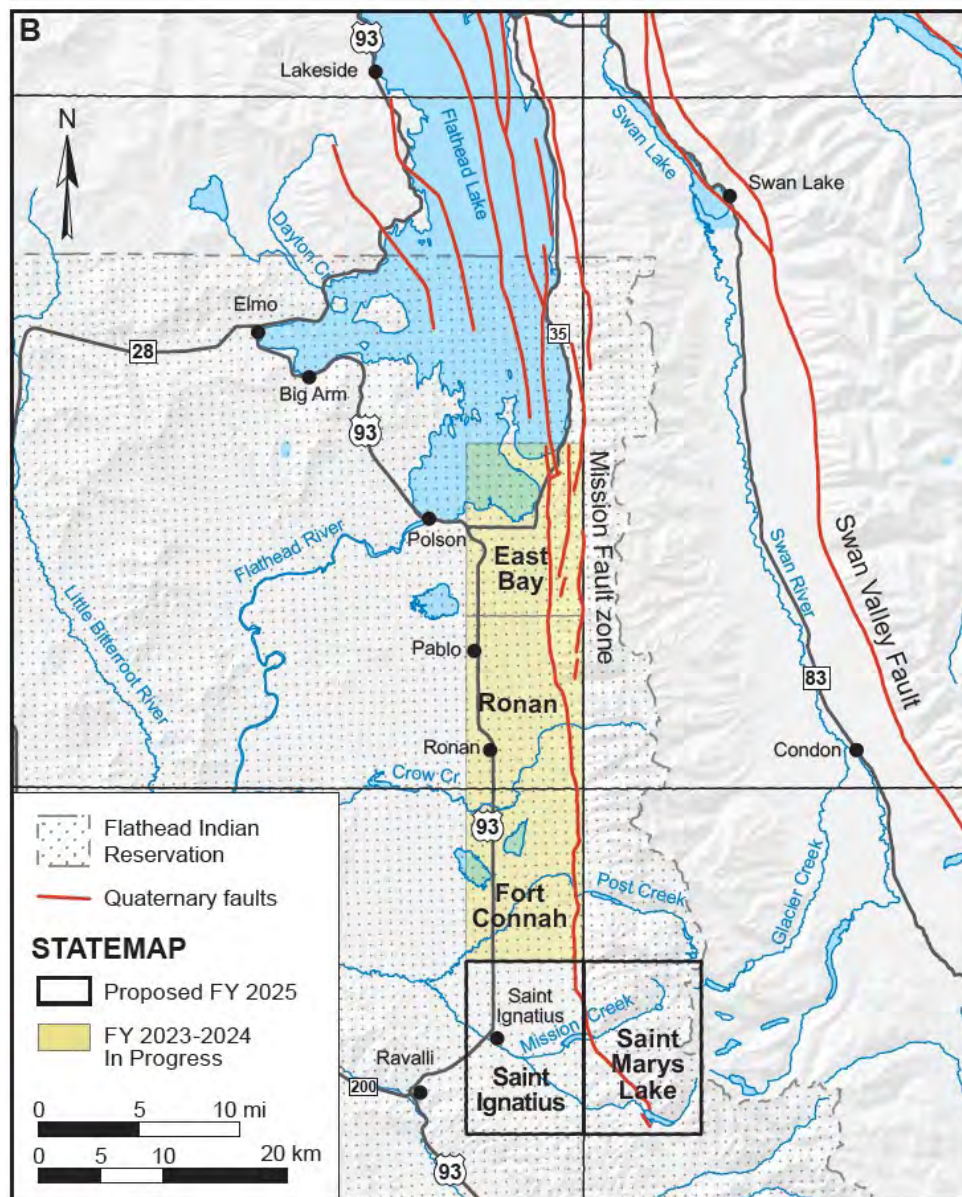 B
93
Lakeside
N
Flathead Lake
Swan Lake
Swan Lake
Dayton Cr.
Elmo
28
35
Big Arm
93
Mission Fault zone
Polson
Flathead River
East
Bay
Swan River
Swan Valley Fault
Little Bitterroot River
Pablo
83
Ronan
Ronan
Condon
Crow Cr.
93
Post Creek
Glacier Creek
Fort
Connah
Saint
Ignatius
Mission Creek
Ravalli
200
Saint
Ignatius
Saint
Marys
Lake
93
Flathead Indian
Reservation
Quaternary faults
STATEMAP
Proposed FY 2025
FY 2023-2024
In Progress
0 5 10 mi
0 5 10 20 km